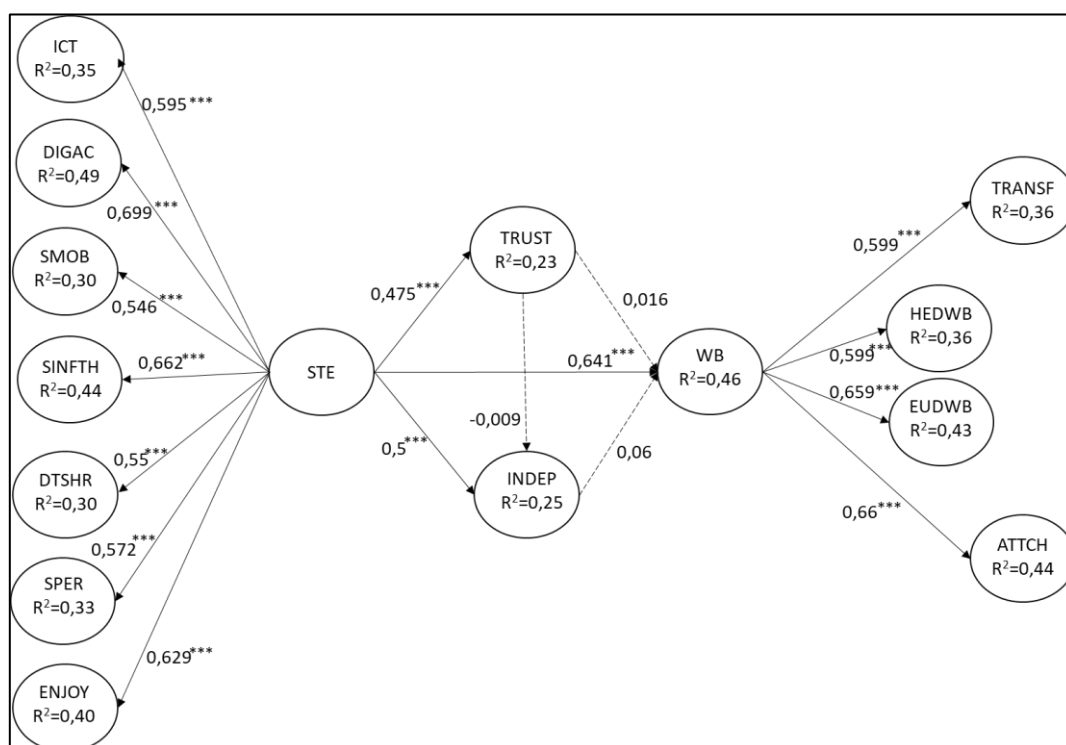 ICT
R²=0,35
0,595***
DIGAC
R²=0,49
0,699***
SMOB
R²=0,30
0,546***
SINFTH
R²=0,44
0,662***
DTSHR
R²=0,30
0,55***
SPER
R²=0,33
0,572***
ENJOY
R²=0,40
0,629***
STE
0,475***
0,641***
0,5***
TRUST
R²=0,23
0,016
-0,009
INDEP
R²=0,25
0,06
WB
R²=0,46
0,599***
0,599***
0,659***
0,66***
TRANSF
R²=0,36
HEDWB
R²=0,36
EUDWB
R²=0,43
ATTCH
R²=0,44